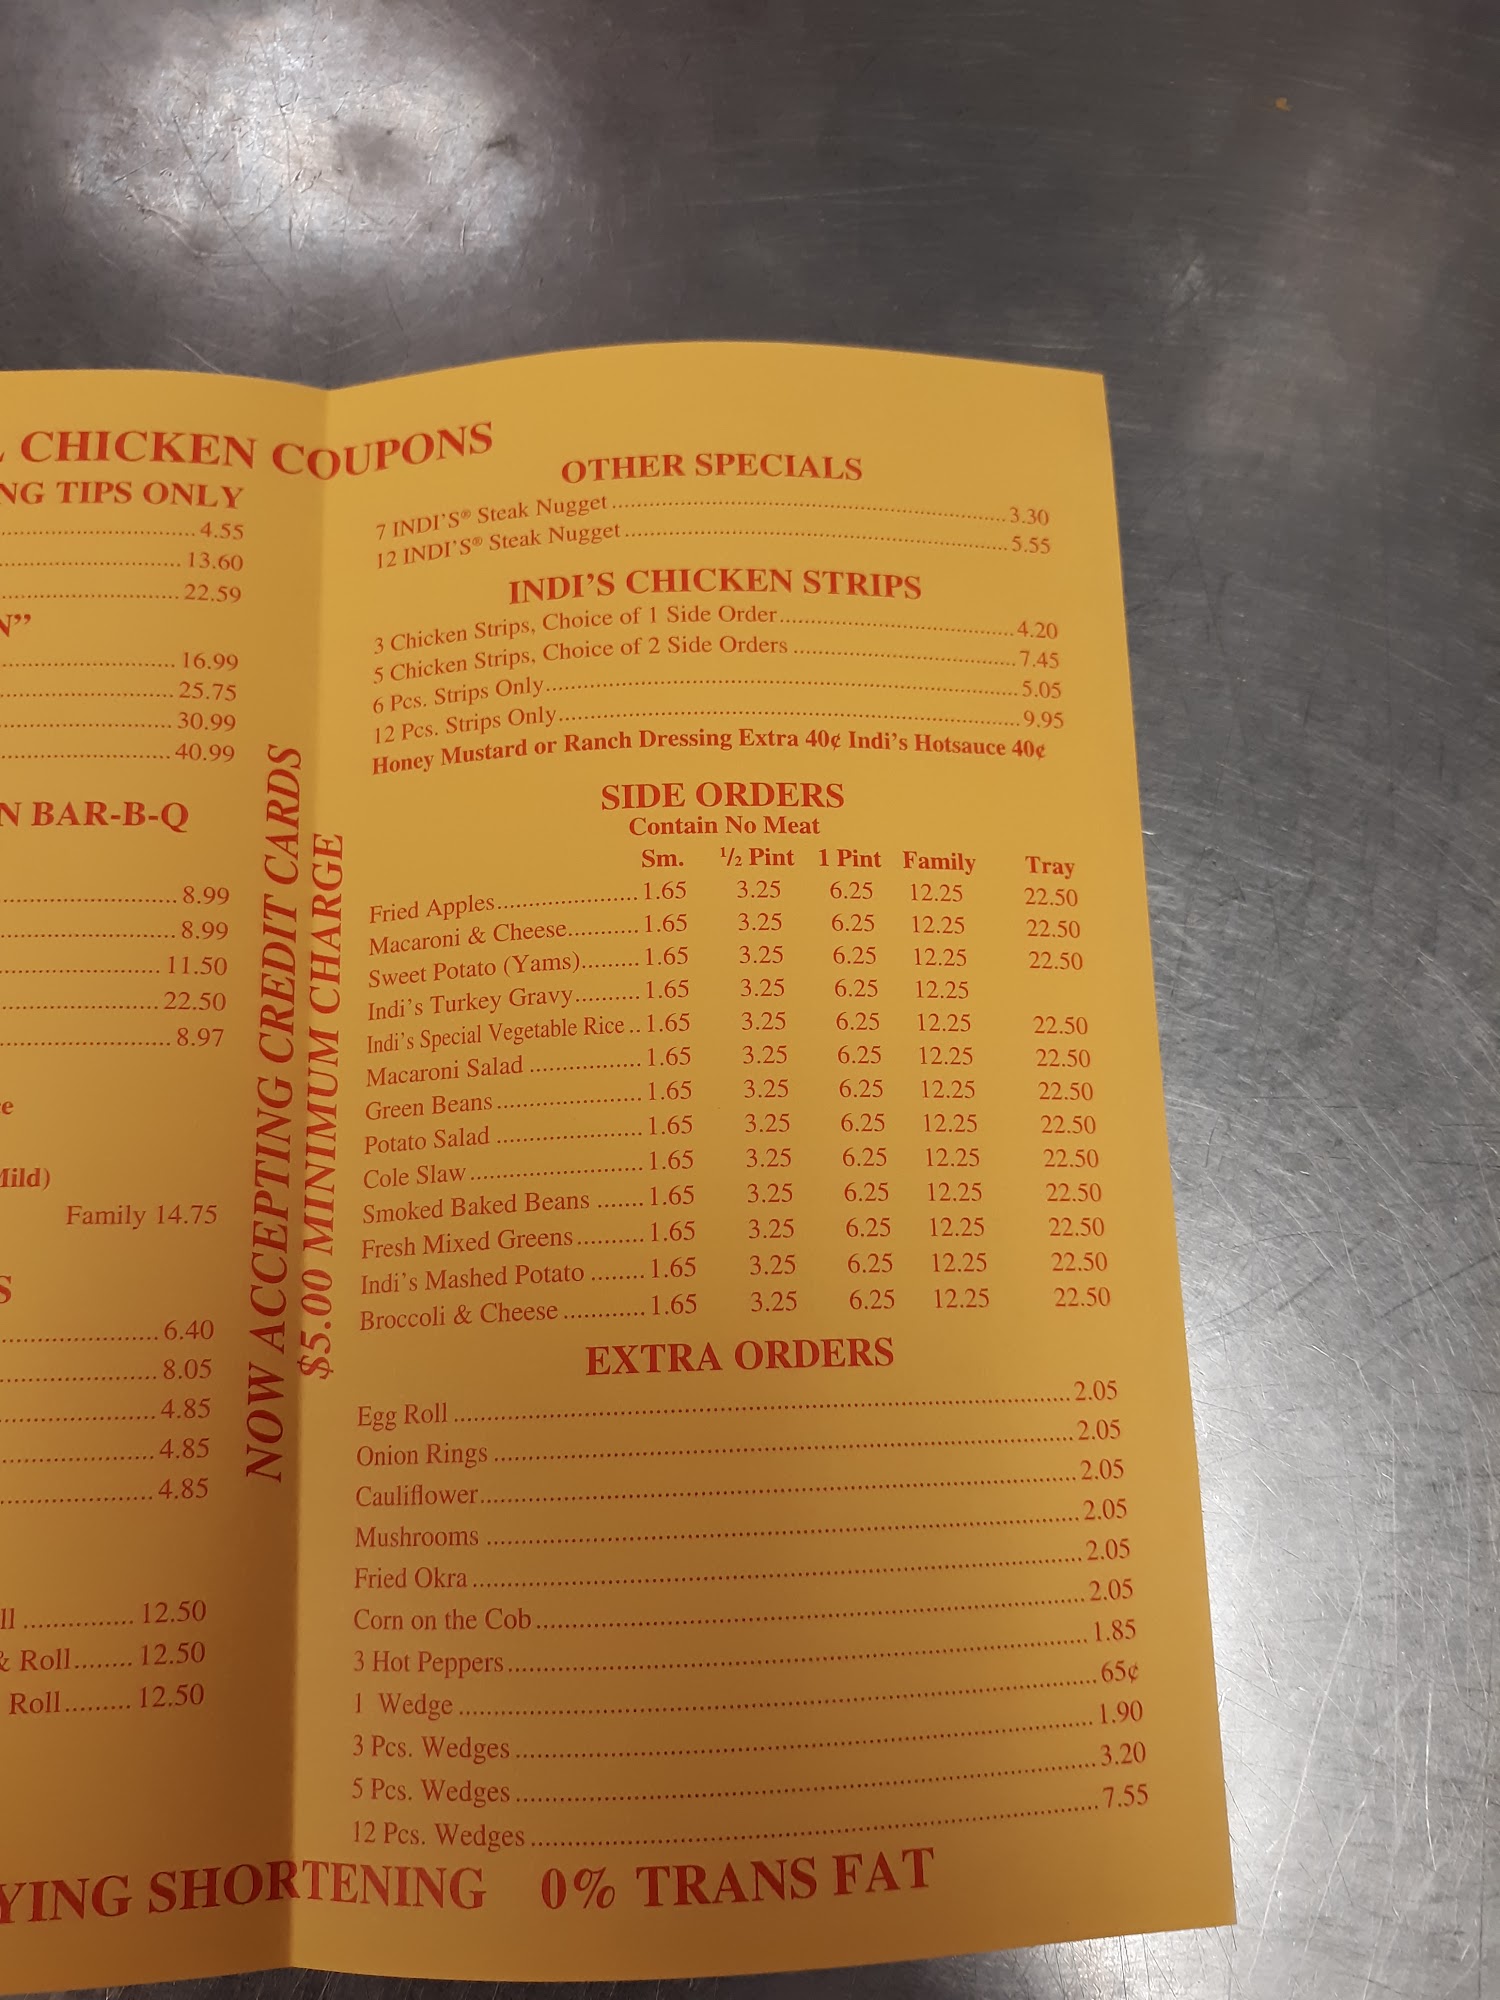 L CHICKEN COUPONS
NG TIPS ONLY
4.55
13.60
22.59
N”
16.99
25.75
30.99
40.99
N BAR-B-Q
8.99
8.99
11.50
22.50
8.97
re
Mild)
Family 14.75
S
6.40
8.05
4.85
4.85
4.85
ll ............... 12.50
& Roll........ 12.50
Roll......... 12.50
NOW ACCEPTING CREDIT CARDS
$5.00 MINIMUM CHARGE
OTHER SPECIALS
7 INDI’S® Steak Nugget ........ 3.30
12 INDI’S® Steak Nugget ........ 5.55
INDI’S CHICKEN STRIPS
3 Chicken Strips, Choice of 1 Side Order........ 4.20
5 Chicken Strips, Choice of 2 Side Orders ........ 7.45
6 Pcs. Strips Only........ 5.05
12 Pcs. Strips Only........ 9.95
Honey Mustard or Ranch Dressing Extra 40¢ Indi’s Hotsauce 40¢
SIDE ORDERS
Contain No Meat
Sm. ½ Pint 1 Pint Family Tray
Fried Apples........ 1.65 3.25 6.25 12.25 22.50
Macaroni & Cheese........ 1.65 3.25 6.25 12.25 22.50
Sweet Potato (Yams)........ 1.65 3.25 6.25 12.25 22.50
Indi’s Turkey Gravy........ 1.65 3.25 6.25 12.25
Indi’s Special Vegetable Rice .. 1.65 3.25 6.25 12.25 22.50
Macaroni Salad ........ 1.65 3.25 6.25 12.25 22.50
Green Beans........ 1.65 3.25 6.25 12.25 22.50
Potato Salad ........ 1.65 3.25 6.25 12.25 22.50
Cole Slaw........ 1.65 3.25 6.25 12.25 22.50
Smoked Baked Beans ....... 1.65 3.25 6.25 12.25 22.50
Fresh Mixed Greens........ 1.65 3.25 6.25 12.25 22.50
Indi’s Mashed Potato ........ 1.65 3.25 6.25 12.25 22.50
Broccoli & Cheese ........ 1.65 3.25 6.25 12.25 22.50
EXTRA ORDERS
Egg Roll ........ 2.05
Onion Rings ........ 2.05
Cauliflower........ 2.05
Mushrooms ........ 2.05
Fried Okra ........ 2.05
Corn on the Cob ........ 2.05
3 Hot Peppers........ 1.85
1 Wedge ........ 65¢
3 Pcs. Wedges ........ 1.90
5 Pcs. Wedges ........ 3.20
12 Pcs. Wedges ........ 7.55
YING SHORTENING 0% TRANS FAT